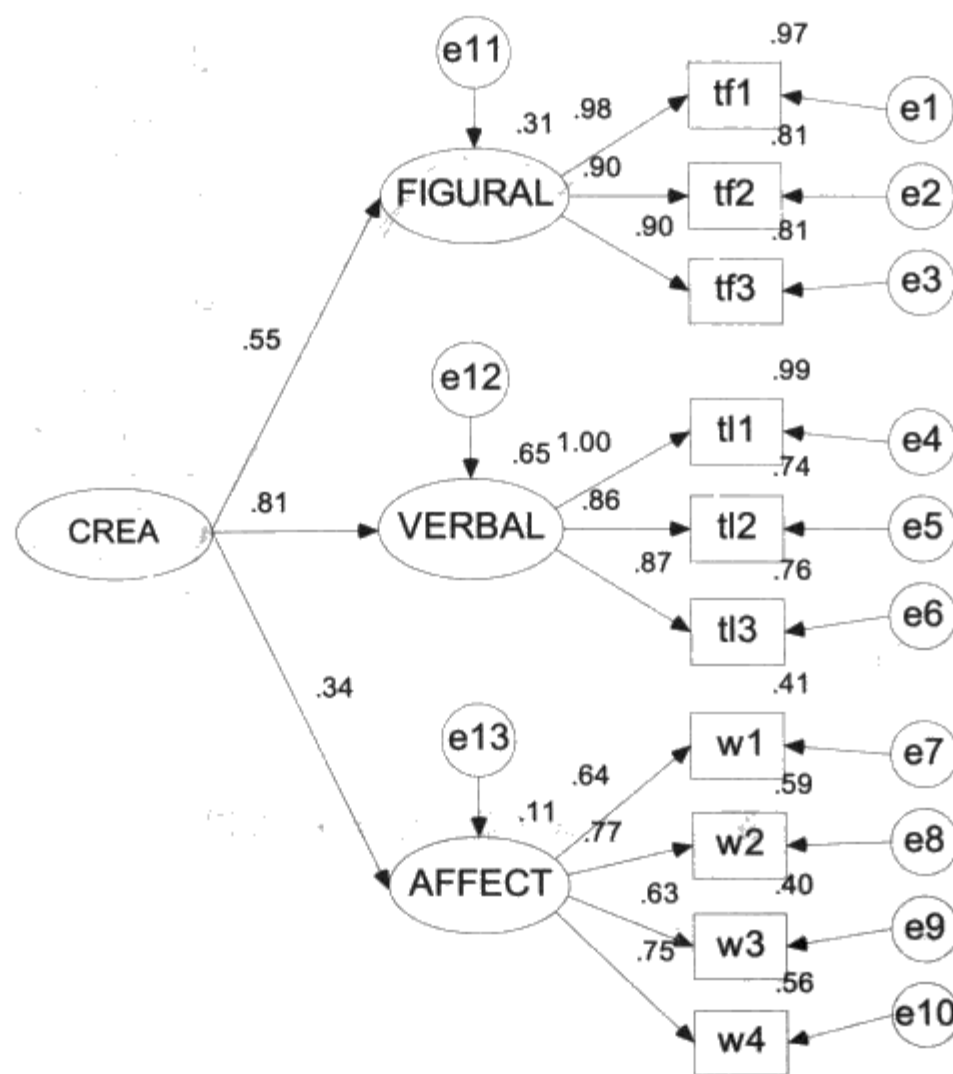 .97
e11
tf1
e1
.31
.98
.81
.90
FIGURAL
tf2
e2
.90
.81
tf3
e3
.55
e12
.99
tl1
e4
.65
1.00
.74
.81
.86
CREA
VERBAL
tl2
e5
.87
.76
tl3
e6
.34
.41
e13
w1
e7
.64
.59
.11
.77
w2
e8
AFFECT
.63
.40
w3
e9
.75
.56
w4
e10